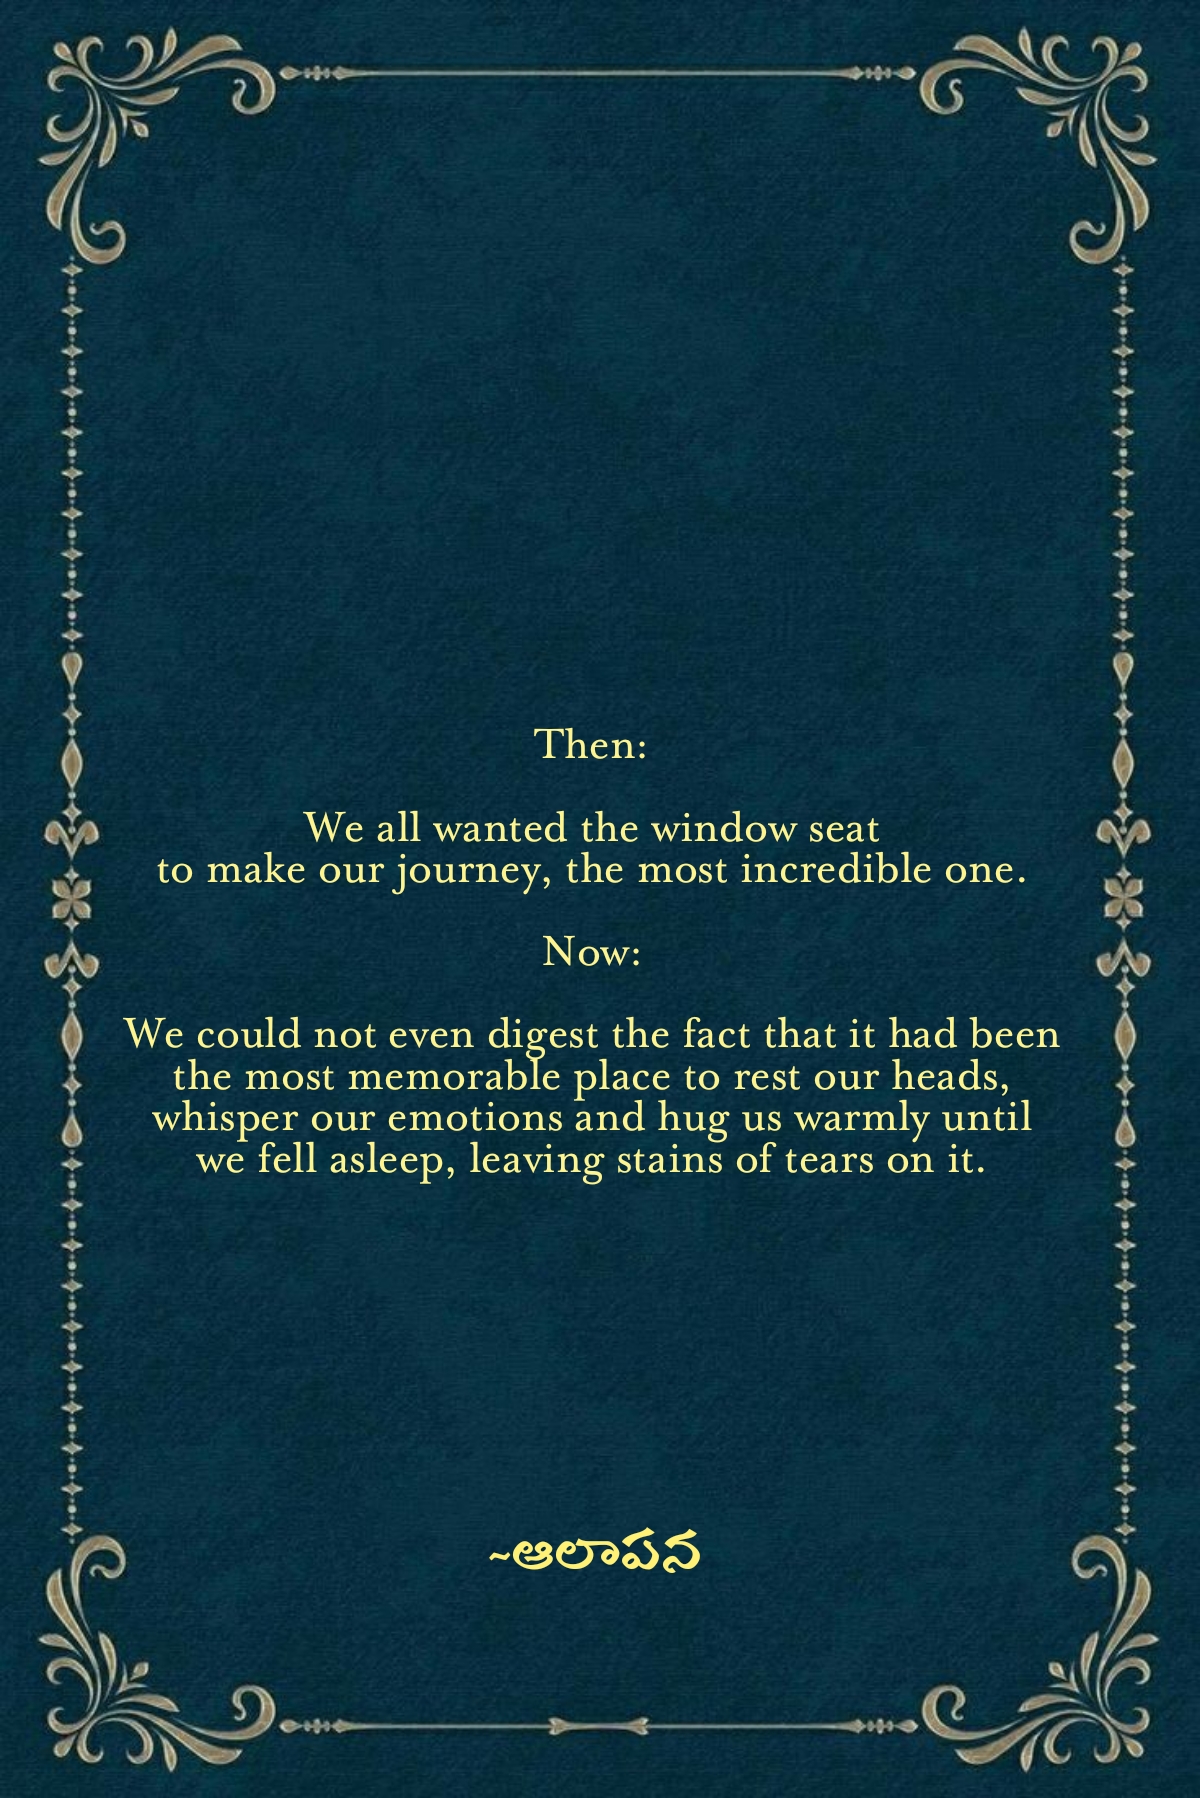 Then:
We all wanted the window seat
to make our journey, the most incredible one.
Now:
We could not even digest the fact that it had been
the most memorable place to rest our heads,
whisper our emotions and hug us warmly until
we fell asleep, leaving stains of tears on it.
~ఆలాపన